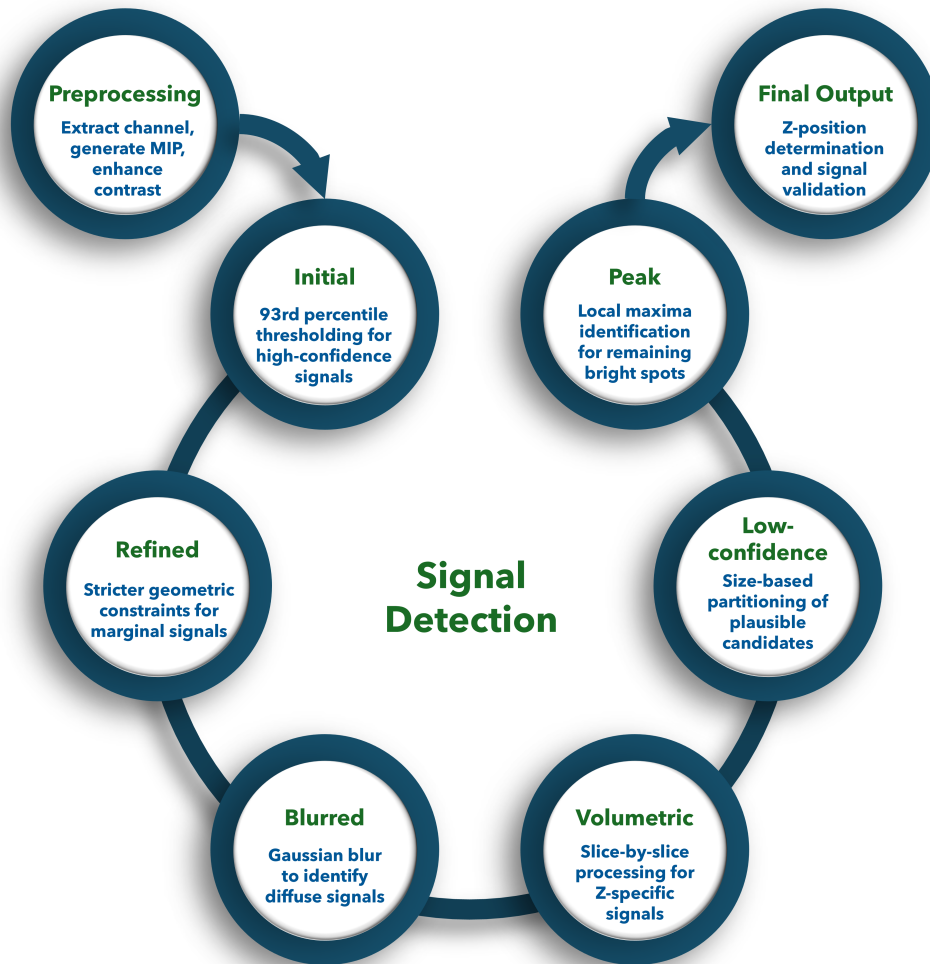 Preprocessing
Extract channel,
generate MIP,
enhance
contrast
Initial
93rd percentile
thresholding for
high-confidence
signals
Refined
Stricter geometric
constraints for
marginal signals
Blurred
Gaussian blur
to identify
diffuse signals
Volumetric
Slice-by-slice
processing for
Z-specific
signals
Low-
confidence
Size-based
partitioning of
plausible
candidates
Peak
Local maxima
identification
for remaining
bright spots
Final Output
Z-position
determination
and signal
validation
Signal
Detection